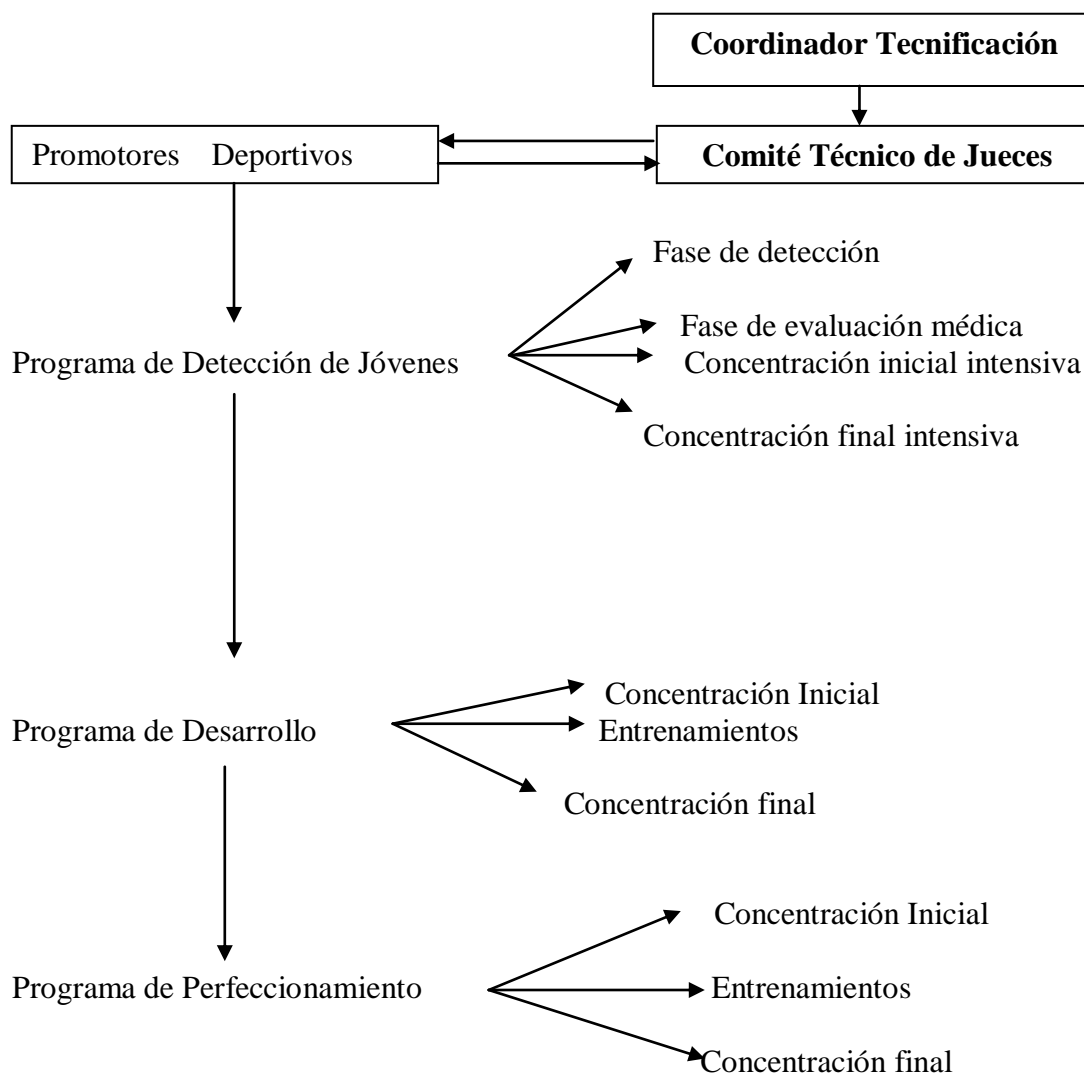 Coordinador Tecnificación
Promotores Deportivos
Comité Técnico de Jueces
Fase de detección
Fase de evaluación médica
Programa de Detección de Jóvenes
Concentración inicial intensiva
Concentración final intensiva
Concentración Inicial
Programa de Desarrollo
Entrenamientos
Concentración final
Concentración Inicial
Programa de Perfeccionamiento
Entrenamientos
Concentración final